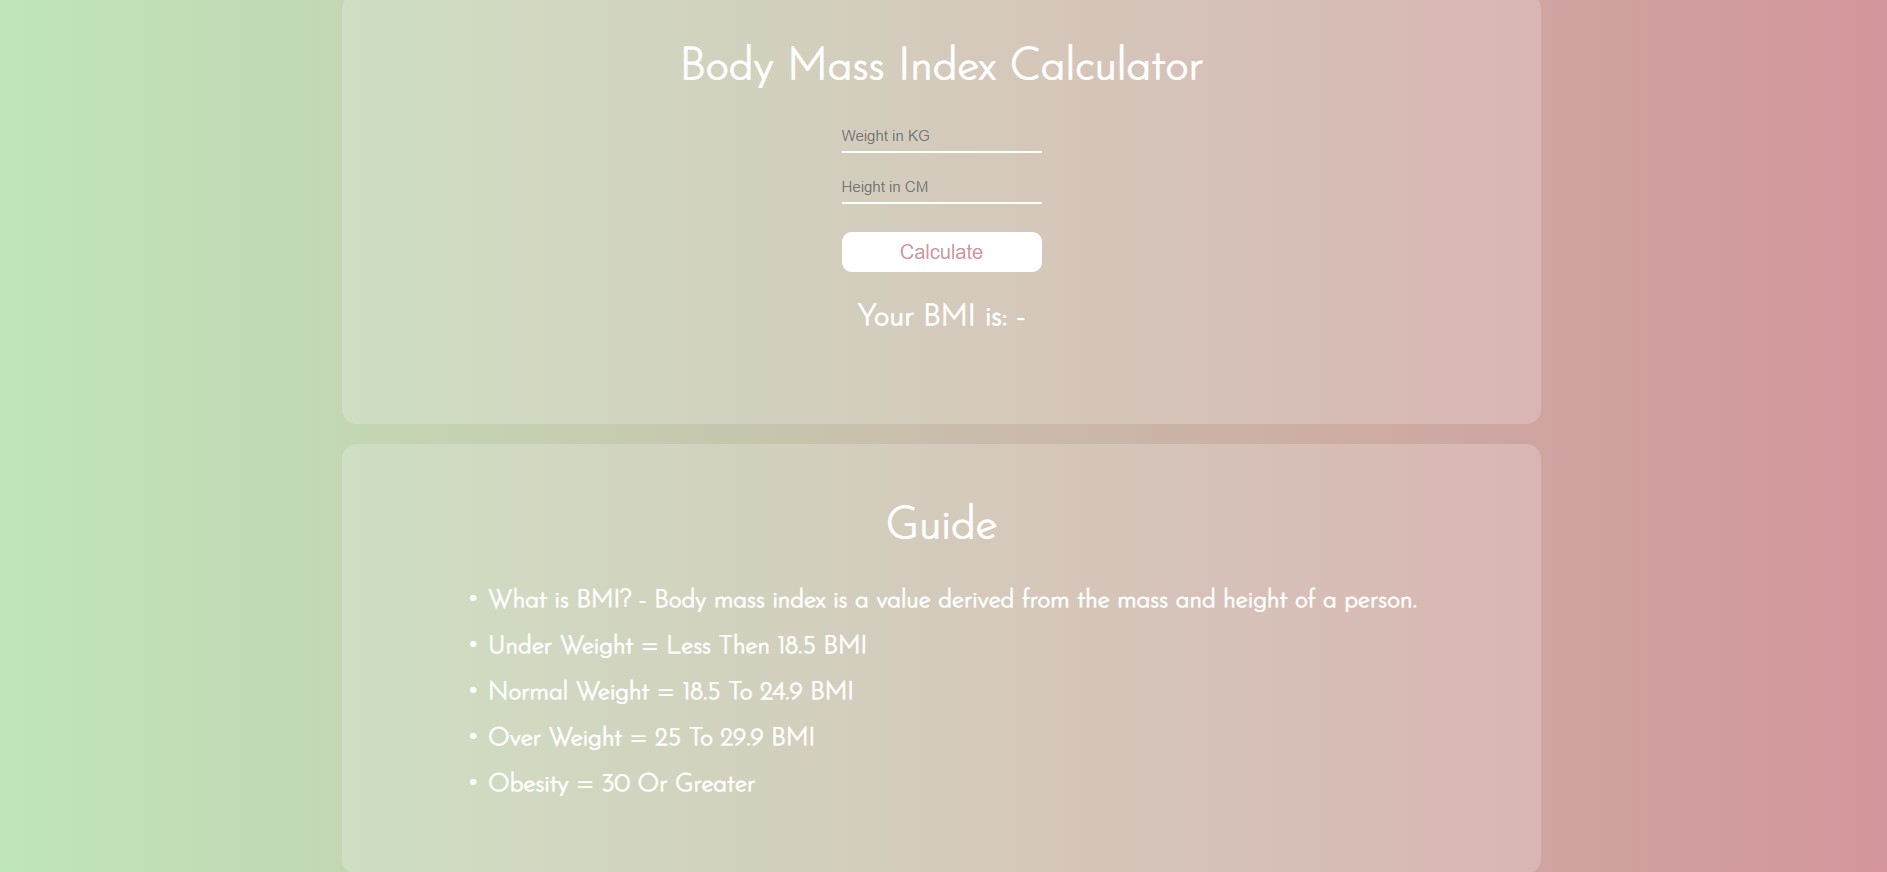 Body Mass Index Calculator
Weight in KG
Height in CM
Calculate
Your BMI is: -
Guide
• What is BMI? - Body mass index is a value derived from the mass and height of a person.
• Under Weight = Less Then 18.5 BMI
• Normal Weight = 18.5 To 24.9 BMI
• Over Weight = 25 To 29.9 BMI
• Obesity = 30 Or Greater